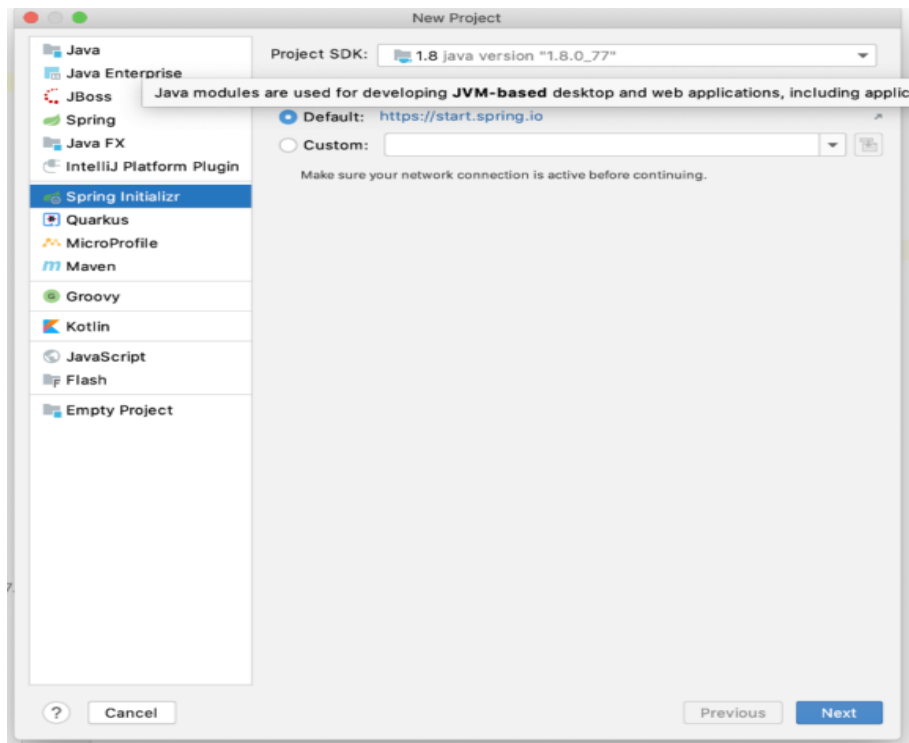 New Project
Java
Java Enterprise
JBoss
Spring
Java FX
IntelliJ Platform Plugin
Spring Initializr
Quarkus
MicroProfile
Maven
Groovy
Kotlin
JavaScript
Flash
Empty Project
Project SDK: 1.8 java version "1.8.0_77"
Java modules are used for developing JVM-based desktop and web applications, including applic
Default: https://start.spring.io
Custom:
Make sure your network connection is active before continuing.
7.
? Cancel Previous Next